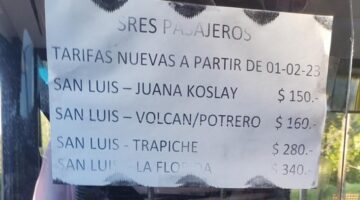 SRES PASAJEROS
TARIFAS NUEVAS A PARTIR DE 01-02-23
SAN LUIS – JUANA KOSLAY $ 150.-
SAN LUIS – VOLCAN/POTRERO $ 160.-
SAN LUIS - TRAPICHE $ 280.-
SAN LUIS - LA FLORIDA $ 340.-